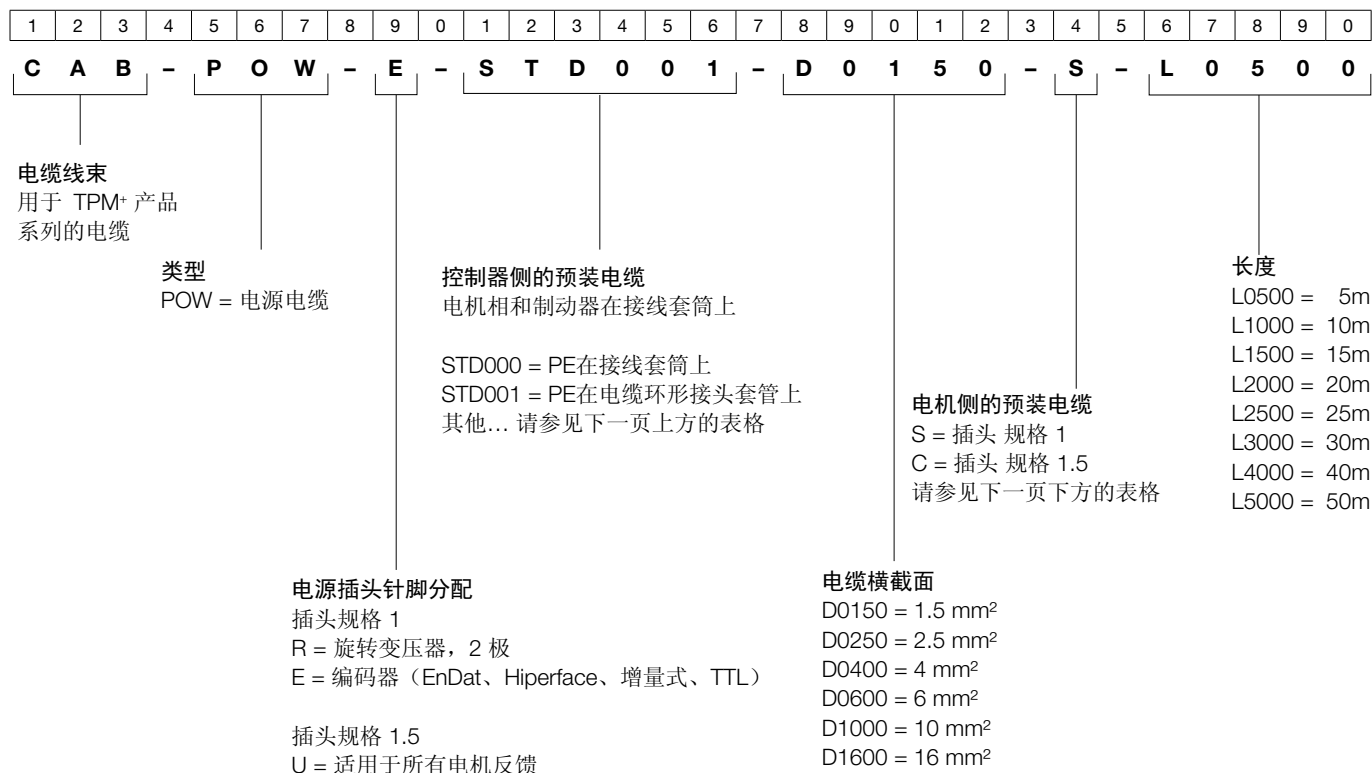 1 2 3 4 5 6 7 8 9 0 1 2 3 4 5 6 7 8 9 0 1 2 3 4 5 6 7 8 9 0
C A B – P O W – E – S T D 0 0 1 – D 0 1 5 0 – S – L 0 5 0 0
电缆线束
用于 TPM+ 产品
系列的电缆
类型
POW = 电源电缆
控制器侧的预装电缆
电机相和制动器在接线套筒上
STD000 = PE在接线套筒上
STD001 = PE在电缆环形接头套管上
其他… 请参见下一页上方的表格
电机侧的预装电缆
S = 插头 规格 1
C = 插头 规格 1.5
请参见下一页下方的表格
长度
L0500 = 5m
L1000 = 10m
L1500 = 15m
L2000 = 20m
L2500 = 25m
L3000 = 30m
L4000 = 40m
L5000 = 50m
电源插头针脚分配
插头规格 1
R = 旋转变压器，2 极
E = 编码器（EnDat、Hiperface、增量式、TTL）
插头规格 1.5
U = 适用于所有电机反馈
电缆横截面
D0150 = 1.5 mm²
D0250 = 2.5 mm²
D0400 = 4 mm²
D0600 = 6 mm²
D1000 = 10 mm²
D1600 = 16 mm²